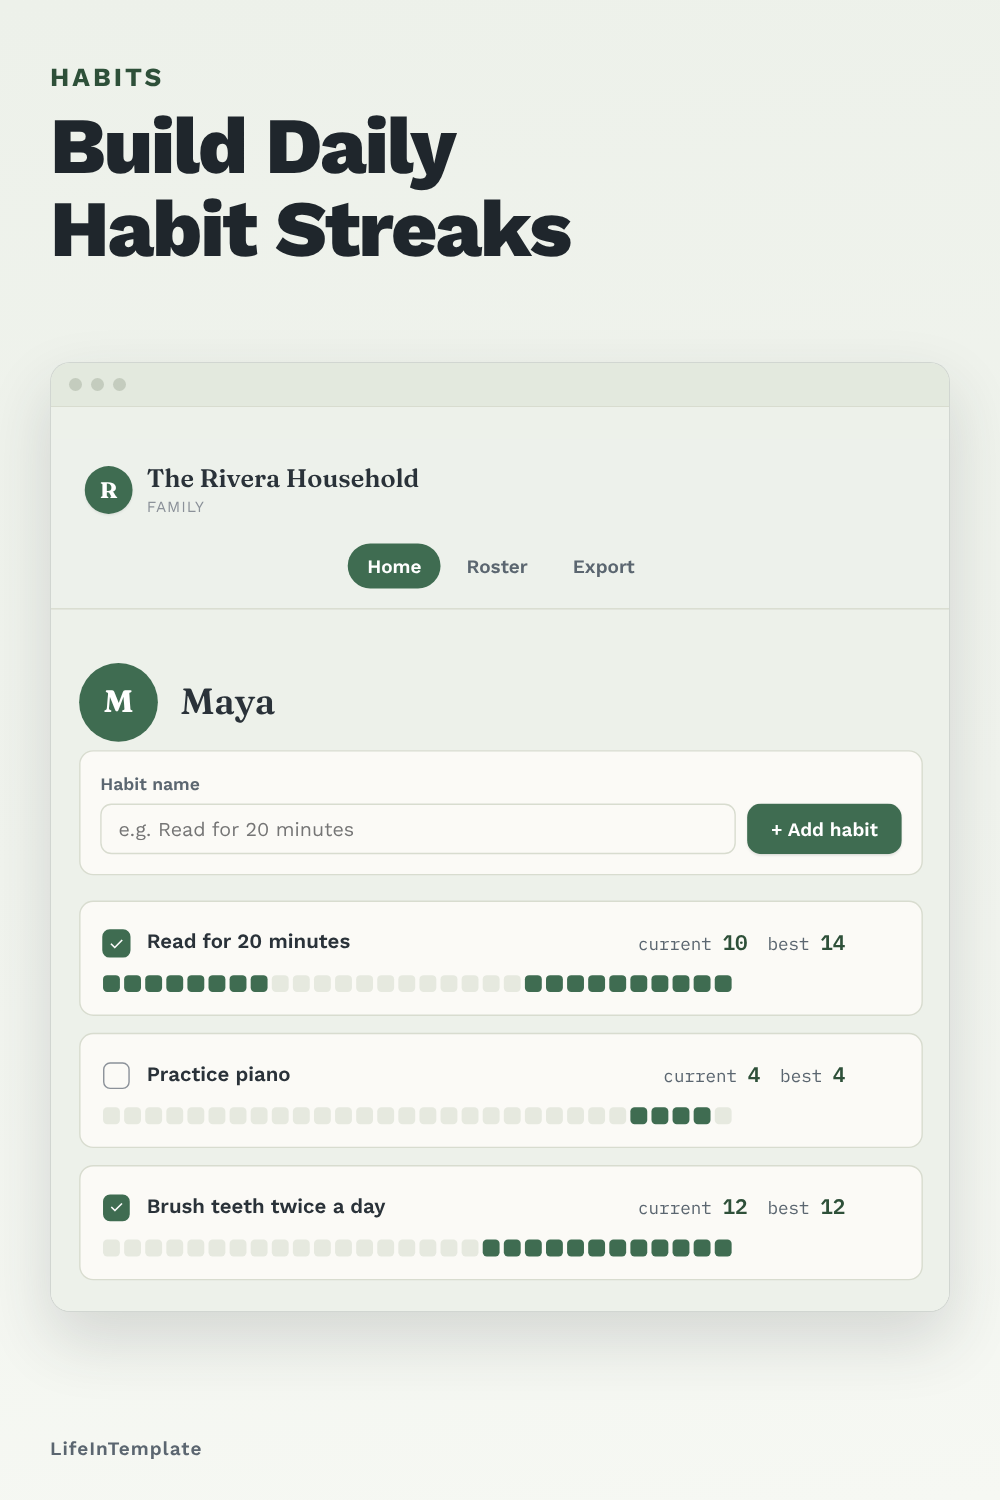 HABITS
Build Daily
Habit Streaks
R
The Rivera Household
FAMILY
Home Roster Export
M
Maya
Habit name
e.g. Read for 20 minutes
+ Add habit
Read for 20 minutes
current 10 best 14
Practice piano
current 4 best 4
Brush teeth twice a day
current 12 best 12
LifeInTemplate